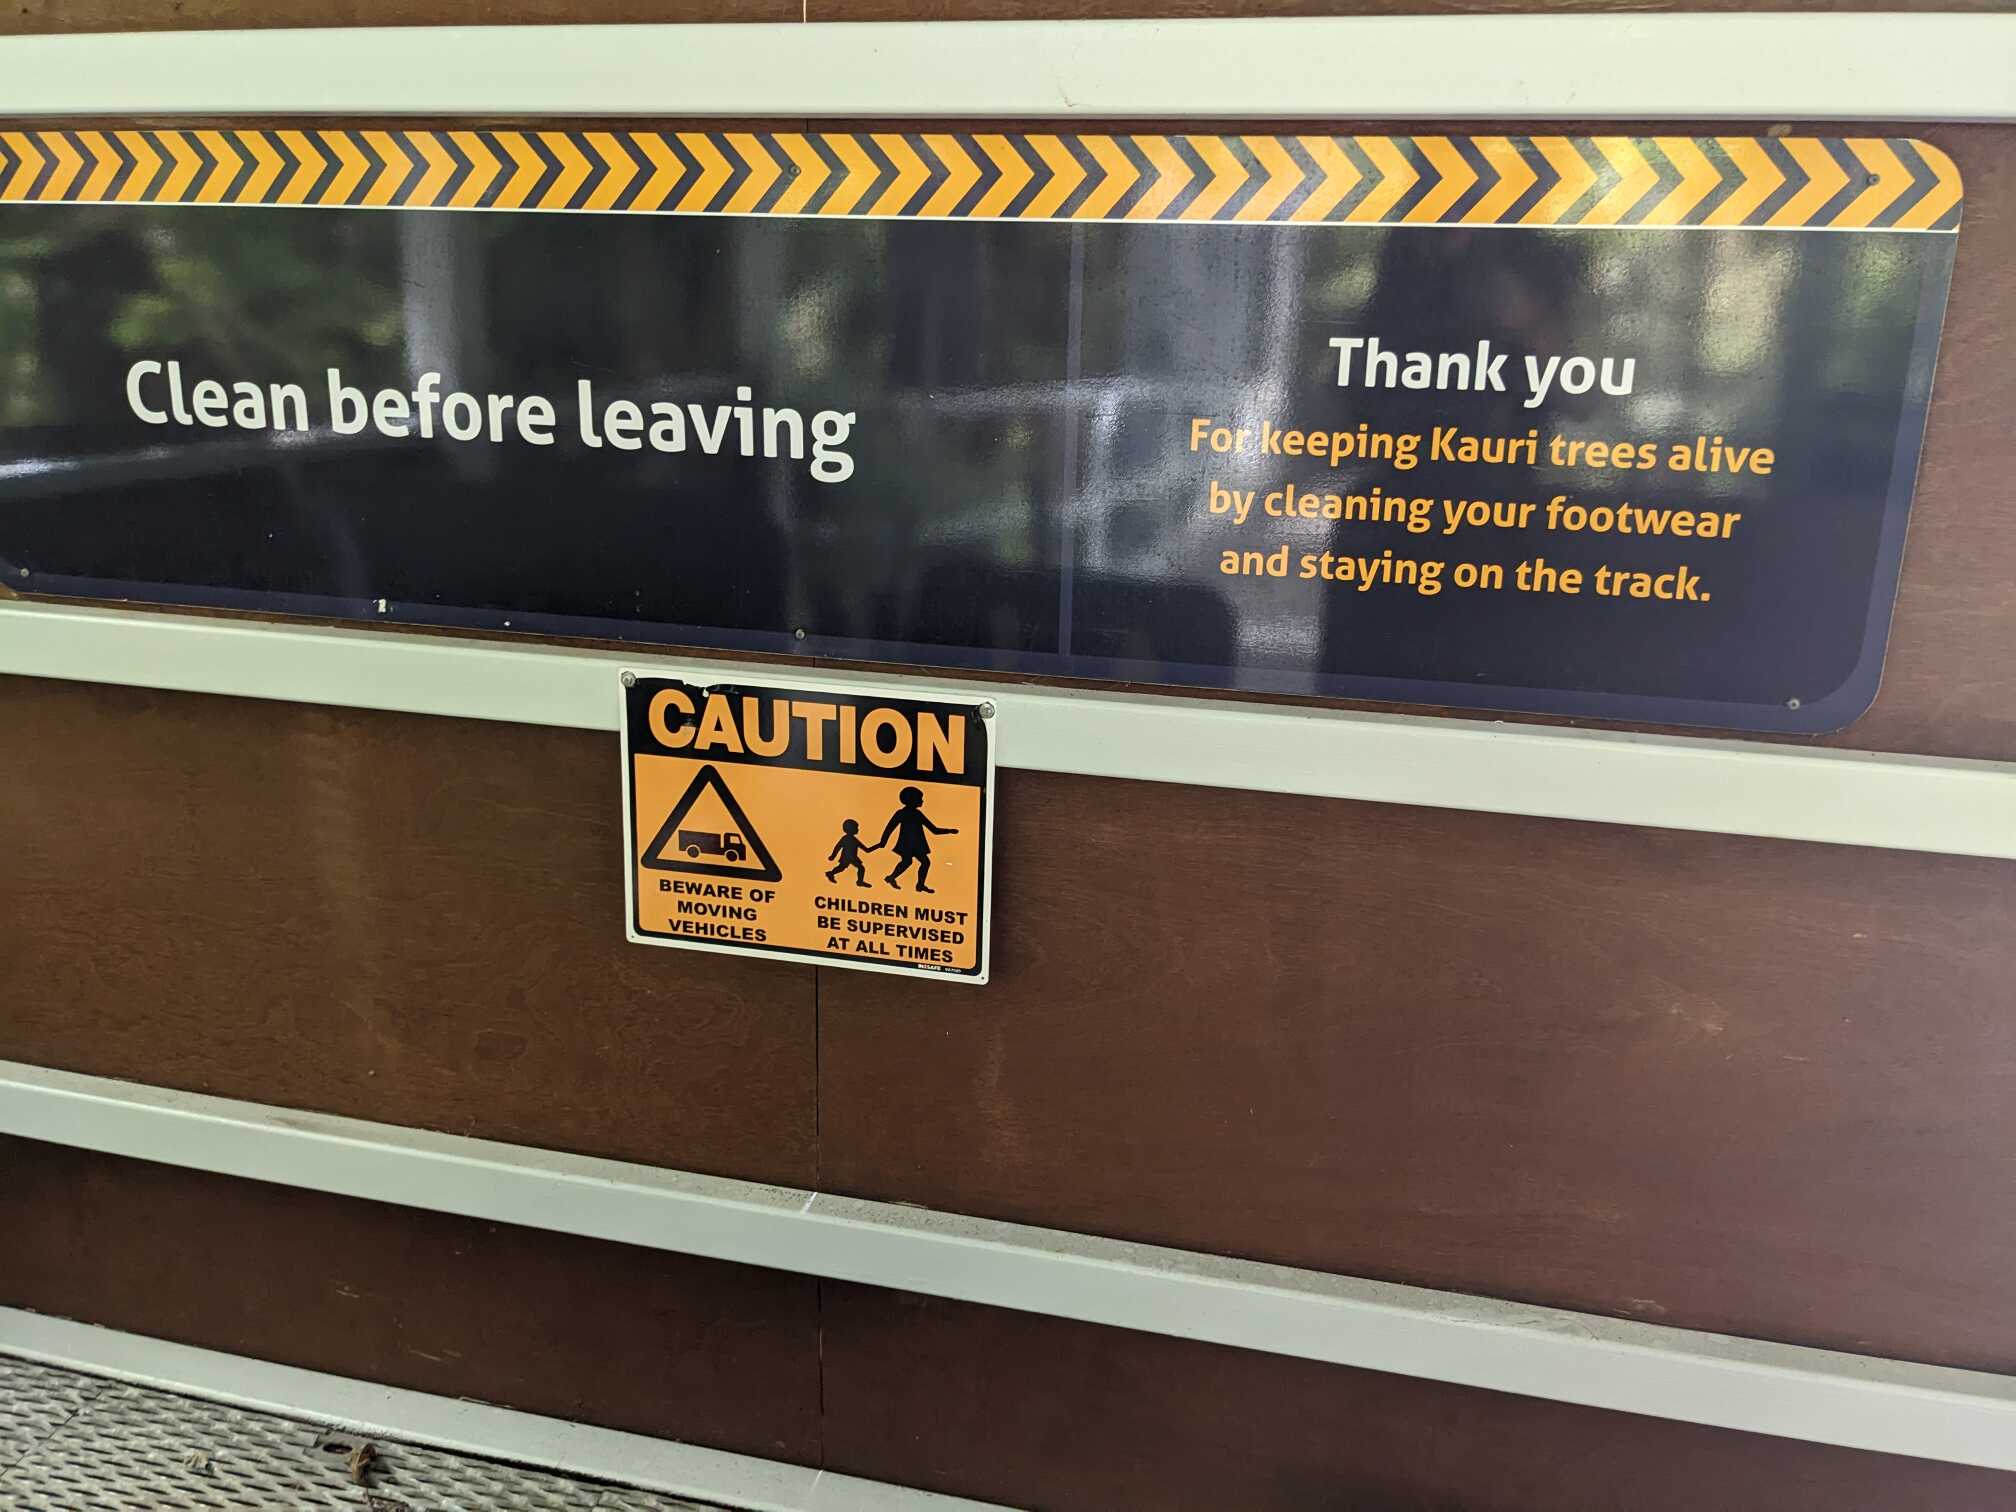 Clean before leaving
Thank you
For keeping Kauri trees alive
by cleaning your footwear
and staying on the track.
CAUTION
BEWARE OF
MOVING
VEHICLES
CHILDREN MUST
BE SUPERVISED
AT ALL TIMES